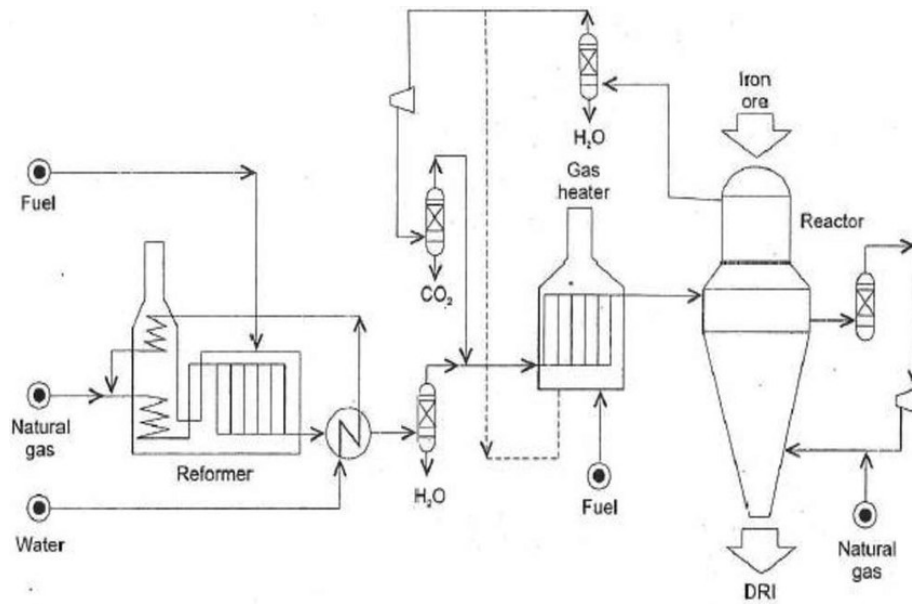 Iron
ore
H₂O
Gas
heater
Fuel
Reactor
CO₂
Natural
gas
Reformer
H₂O
Fuel
Water
Natural
gas
DRI